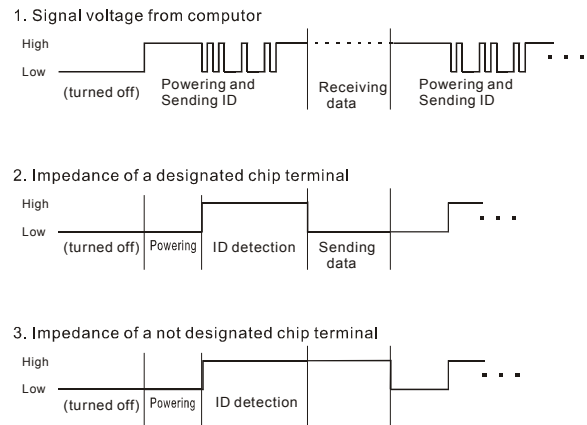 1. Signal voltage from computor
High
Low
(turned off)
Powering and
Sending ID
Receiving
data
Powering and
Sending ID
2. Impedance of a designated chip terminal
High
Low
(turned off)
Powering
ID detection
Sending
data
3. Impedance of a not designated chip terminal
High
Low
(turned off)
Powering
ID detection